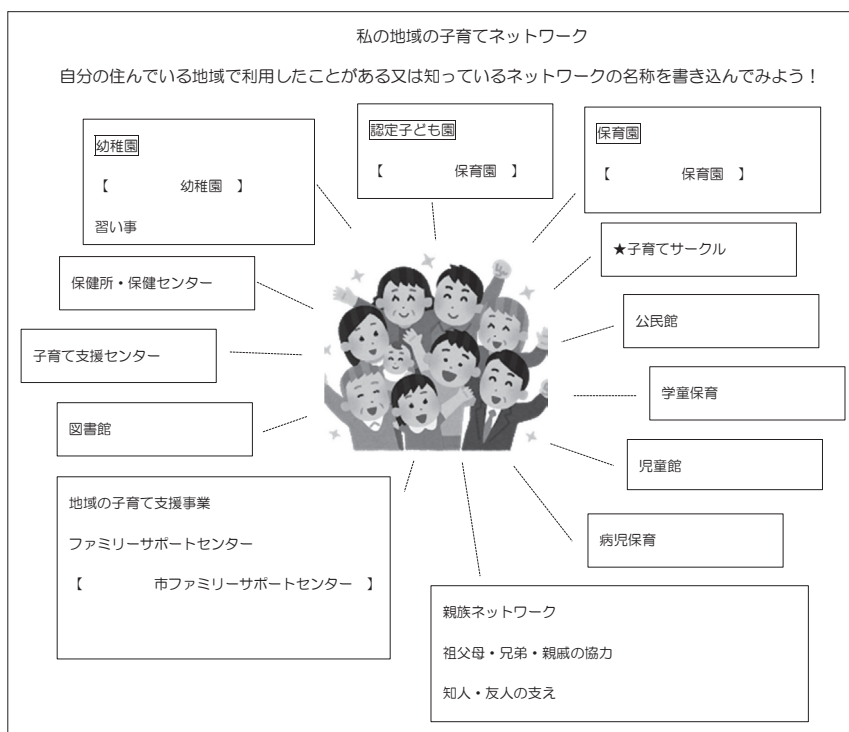 私の地域の子育てネットワーク
自分の住んでいる地域で利用したことがある又は知っているネットワークの名称を書き込んでみよう！
幼稚園
【　　　　　幼稚園　】
習い事
認定子ども園
【　　　　　保育園　】
保育園
【　　　　　保育園　】
★子育てサークル
保健所・保健センター
公民館
子育て支援センター
学童保育
図書館
児童館
地域の子育て支援事業
ファミリーサポートセンター
【　　　　　市ファミリーサポートセンター　】
病児保育
親族ネットワーク
祖父母・兄弟・親戚の協力
知人・友人の支え